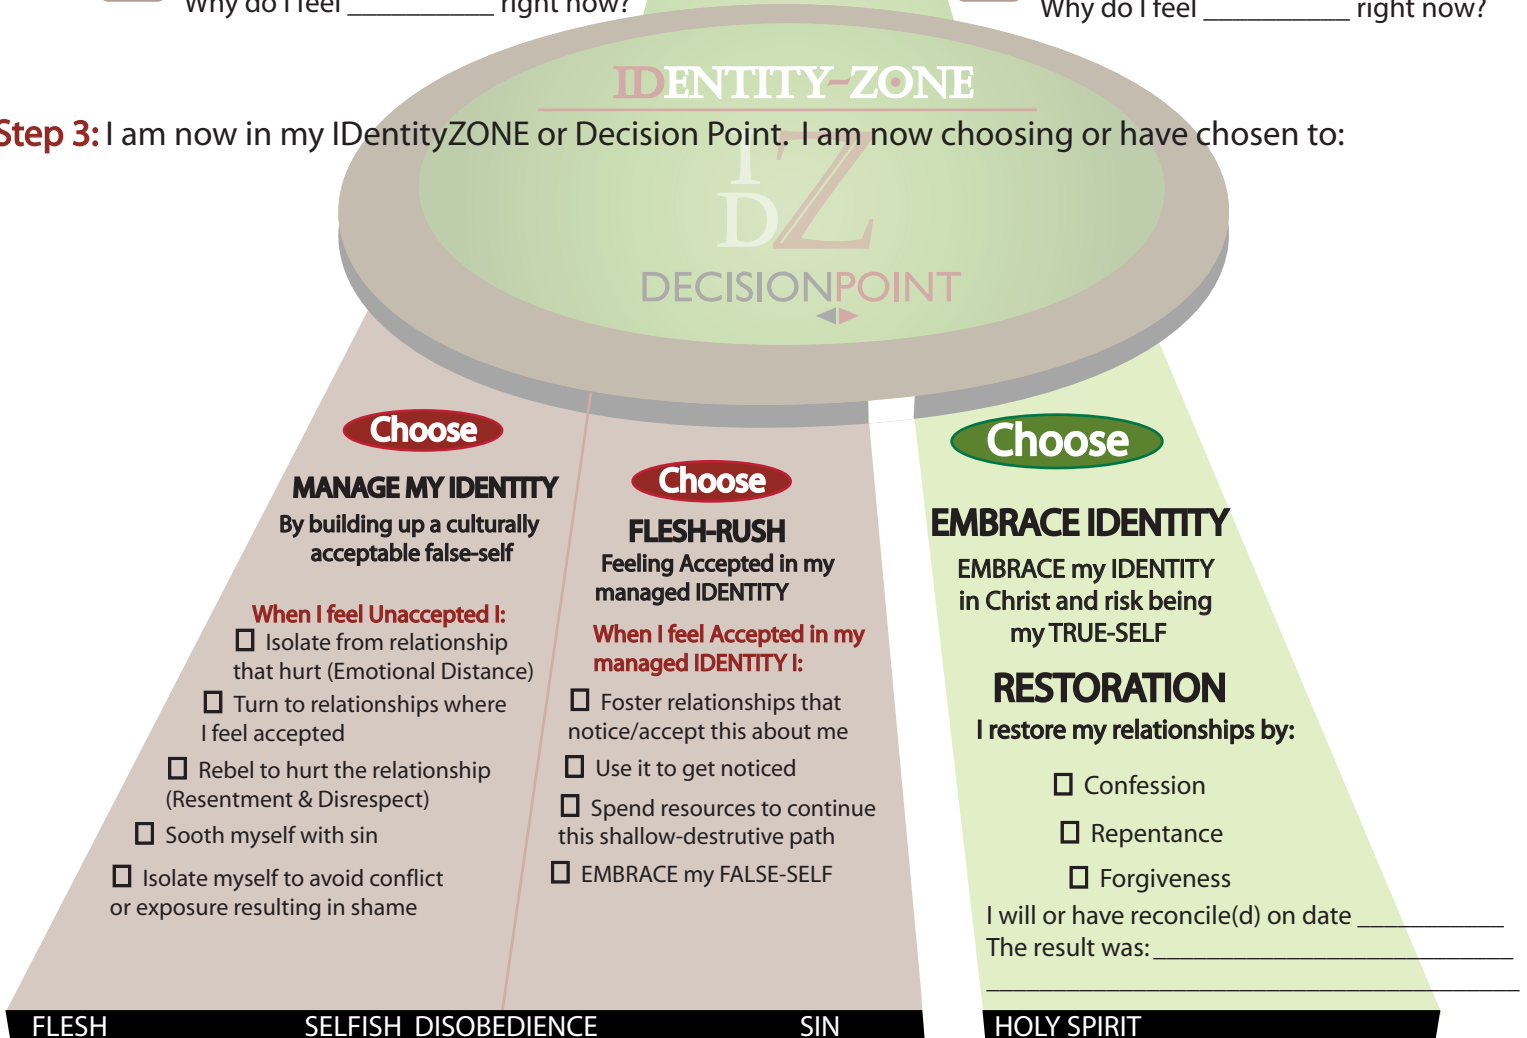 Why do I feel __________ right now?
Why do I feel __________ right now?
IDENTITY-ZONE
Step 3: I am now in my IDentityZONE or Decision Point. I am now choosing or have chosen to:
IDZ
DECISIONPOINT
Choose
MANAGE MY IDENTITY
By building up a culturally
acceptable false-self
When I feel Unaccepted I:
Isolate from relationship
that hurt (Emotional Distance)
Turn to relationships where
I feel accepted
Rebel to hurt the relationship
(Resentment & Disrespect)
Sooth myself with sin
Isolate myself to avoid conflict
or exposure resulting in shame
Choose
FLESH-RUSH
Feeling Accepted in my
managed IDENTITY
When I feel Accepted in my
managed IDENTITY I:
Foster relationships that
notice/accept this about me
Use it to get noticed
Spend resources to continue
this shallow-destrutive path
EMBRACE my FALSE-SELF
Choose
EMBRACE IDENTITY
EMBRACE my IDENTITY
in Christ and risk being
my TRUE-SELF
RESTORATION
I restore my relationships by:
Confession
Repentance
Forgiveness
I will or have reconcile(d) on date ___________
The result was: ___________________________
________________________________________
FLESH SELFISH DISOBEDIENCE SIN HOLY SPIRIT